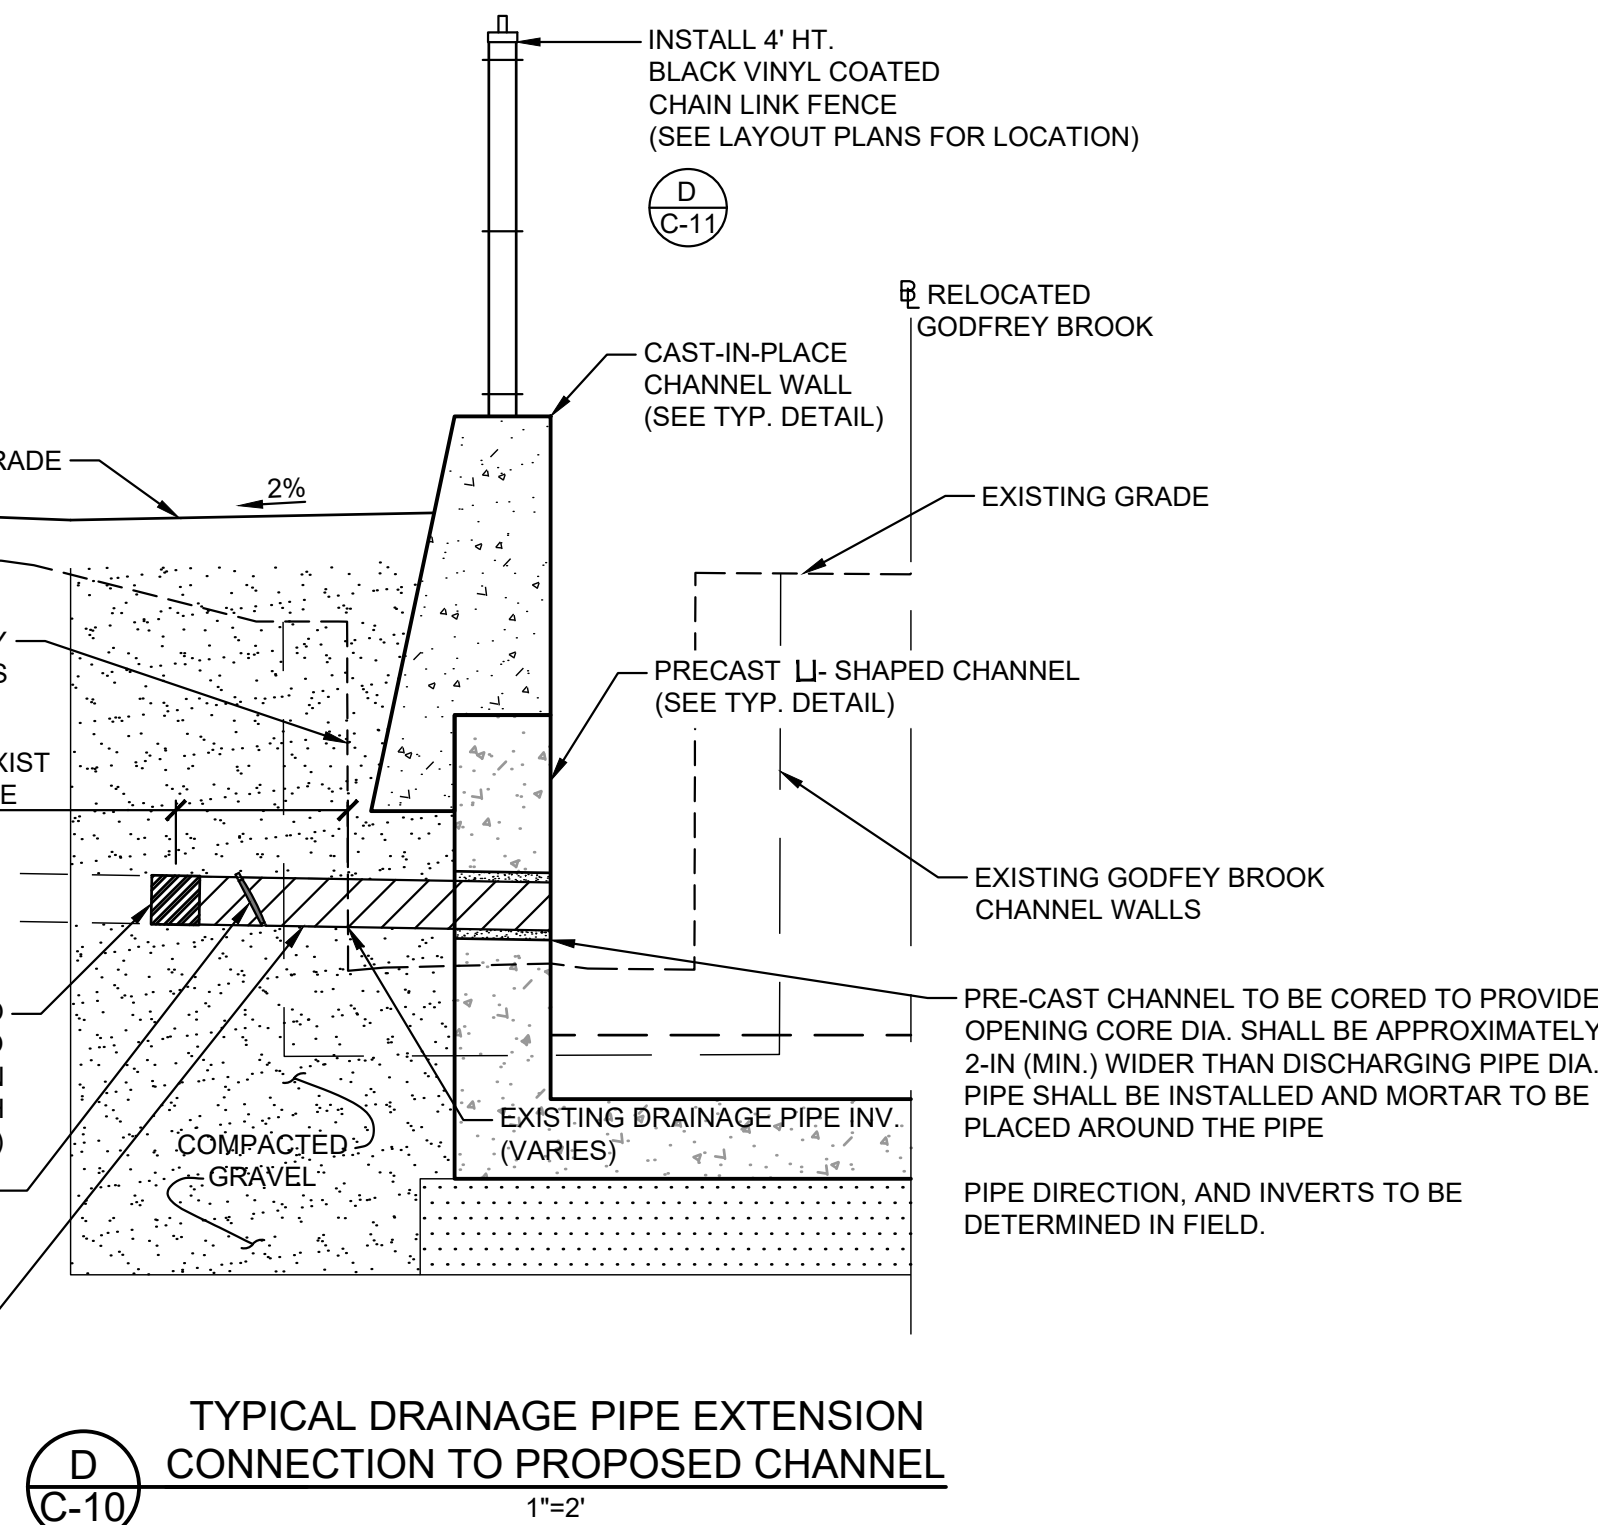 INSTALL 4' HT.
BLACK VINYL COATED
CHAIN LINK FENCE
(SEE LAYOUT PLANS FOR LOCATION)
D
C-11
RELOCATED
GODFREY BROOK
CAST-IN-PLACE
CHANNEL WALL
(SEE TYP. DETAIL)
RADE
2%
EXISTING GRADE
Y
S
PRECAST U- SHAPED CHANNEL
(SEE TYP. DETAIL)
XIST
E
EXISTING GODFEY BROOK
CHANNEL WALLS
PRE-CAST CHANNEL TO BE CORED TO PROVIDE
OPENING CORE DIA. SHALL BE APPROXIMATELY
2-IN (MIN.) WIDER THAN DISCHARGING PIPE DIA.
PIPE SHALL BE INSTALLED AND MORTAR TO BE
PLACED AROUND THE PIPE
PIPE DIRECTION, AND INVERTS TO BE
DETERMINED IN FIELD.
EXISTING DRAINAGE PIPE INV.
(VARIES)
COMPACTED
GRAVEL
TYPICAL DRAINAGE PIPE EXTENSION
CONNECTION TO PROPOSED CHANNEL
1"=2'
D
C-10